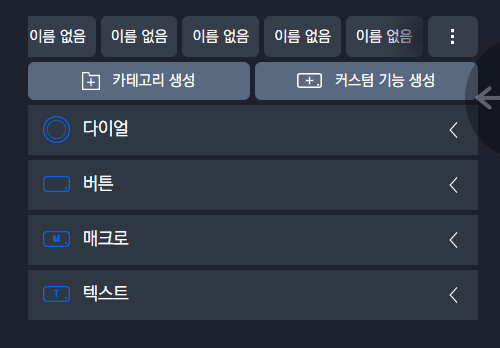 이름 없음 이름 없음 이름 없음 이름 없음 이름 없음
카테고리 생성 커스텀 기능 생성
다이얼
버튼
M 매크로
T 텍스트